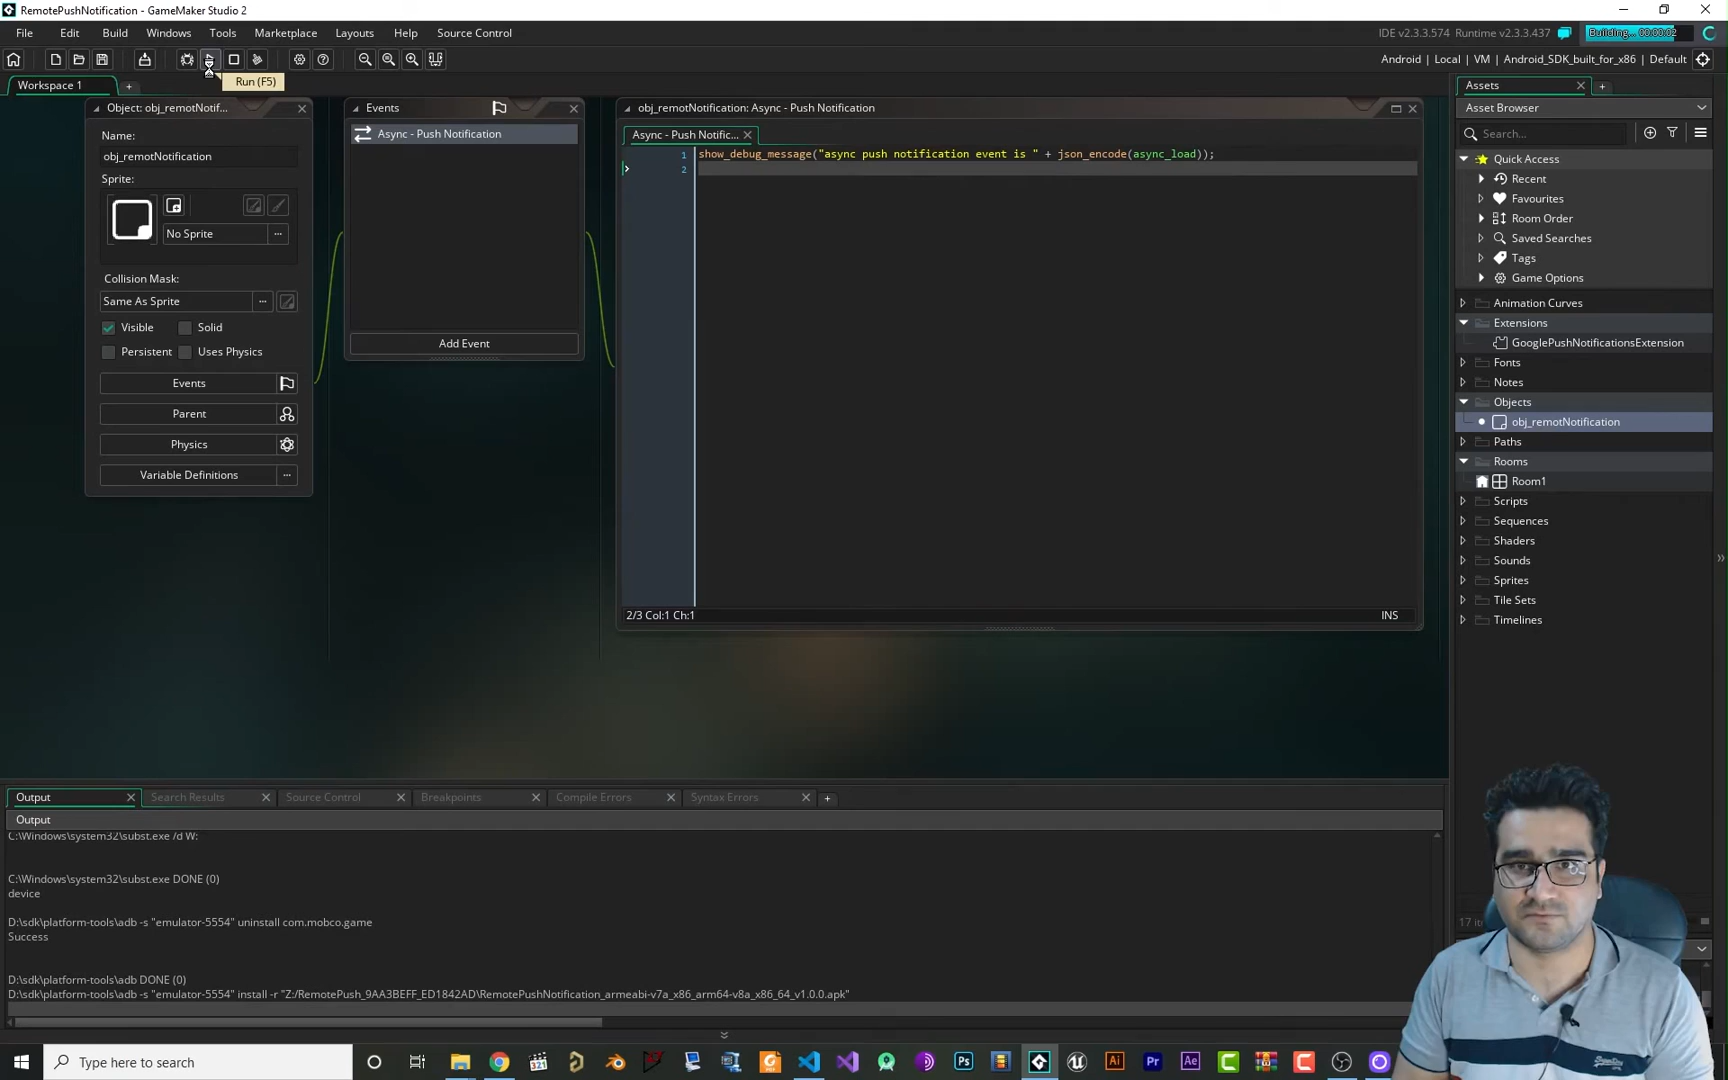 RemotePushNotification - GameMaker Studio 2
File Edit Build Windows Tools Marketplace Layouts Help Source Control
IDE v2.3.3.574 Runtime v2.3.3.437
Building... 00:00:02
Android | Local | VM | Android_SDK_built_for_x86 | Default
Run (F5)
Workspace 1
Object: obj_remotNotif...
Name:
obj_remotNotification
Sprite:
No Sprite
Collision Mask:
Same As Sprite
Visible Solid
Persistent Uses Physics
Events
Parent
Physics
Variable Definitions
Events
Async - Push Notification
Add Event
obj_remotNotification: Async - Push Notification
Async - Push Notific...
1 show_debug_message("async push notification event is " + json_encode(async_load));
2
2/3 Col:1 Ch:1
INS
Assets
Asset Browser
Search...
Quick Access
Recent
Favourites
Room Order
Saved Searches
Tags
Game Options
Animation Curves
Extensions
GooglePushNotificationsExtension
Fonts
Notes
Objects
obj_remotNotification
Paths
Rooms
Room1
Scripts
Sequences
Shaders
Sounds
Sprites
Tile Sets
Timelines
Output Search Results Source Control Breakpoints Compile Errors Syntax Errors
Output
C:\Windows\system32\subst.exe /d W:
C:\Windows\system32\subst.exe DONE (0)
device
D:\sdk\platform-tools\adb -s "emulator-5554" uninstall com.mobco.game
Success
D:\sdk\platform-tools\adb DONE (0)
D:\sdk\platform-tools\adb -s "emulator-5554" install -r "Z:/RemotePush_9AA3BEFF_ED1842AD\RemotePushNotification_armeabi-v7a_x86_arm64-v8a_x86_64_v1.0.0.apk"
Type here to search